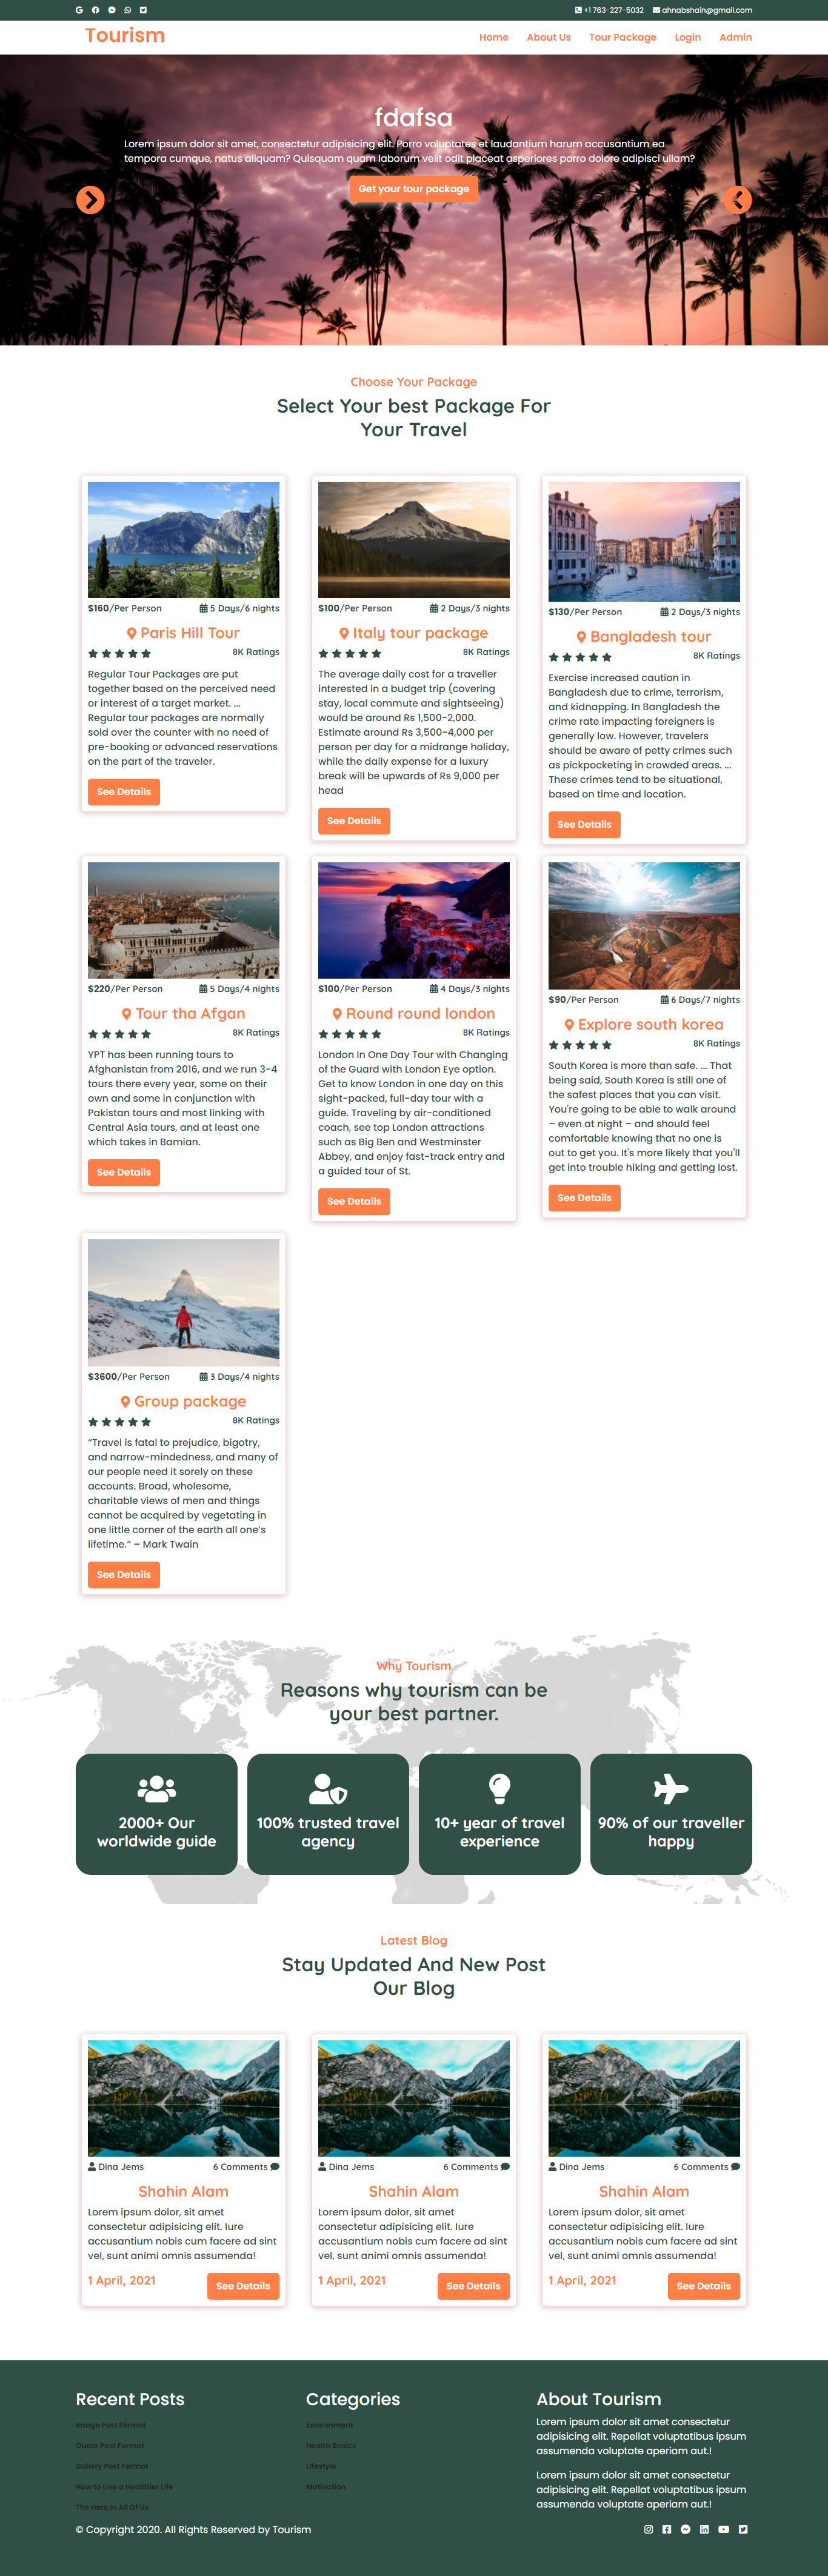 +1 763-227-5032 ahnabshain@gmail.com
Tourism
Home About Us Tour Package Login Admin
fdafsa
Lorem ipsum dolor sit amet, consectetur adipisicing elit. Porro voluptates et laudantium harum accusantium ea
tempora cumque, natus aliquam? Quisquam quam laborum velit odit placeat asperiores porro dolore adipisci ullam?
Get your tour package
Choose Your Package
Select Your best Package For
Your Travel
$160/Per Person 5 Days/6 nights
Paris Hill Tour
8K Ratings
Regular Tour Packages are put
together based on the perceived need
or interest of a target market. ...
Regular tour packages are normally
sold over the counter with no need of
pre-booking or advanced reservations
on the part of the traveler.
See Details
$100/Per Person 2 Days/3 nights
Italy tour package
8K Ratings
The average daily cost for a traveller
interested in a budget trip (covering
stay, local commute and sightseeing)
would be around Rs 1,500-2,000.
Estimate around Rs 3,500-4,000 per
person per day for a midrange holiday,
while the daily expense for a luxury
break will be upwards of Rs 9,000 per
head
See Details
$130/Per Person 2 Days/3 nights
Bangladesh tour
8K Ratings
Exercise increased caution in
Bangladesh due to crime, terrorism,
and kidnapping. In Bangladesh the
crime rate impacting foreigners is
generally low. However, travelers
should be aware of petty crimes such
as pickpocketing in crowded areas. ...
These crimes tend to be situational,
based on time and location.
See Details
$220/Per Person 5 Days/4 nights
Tour tha Afgan
8K Ratings
YPT has been running tours to
Afghanistan from 2016, and we run 3-4
tours there every year, some on their
own and some in conjunction with
Pakistan tours and most linking with
Central Asia tours, and at least one
which takes in Bamian.
See Details
$100/Per Person 4 Days/3 nights
Round round london
8K Ratings
London In One Day Tour with Changing
of the Guard with London Eye option.
Get to know London in one day on this
sight-packed, full-day tour with a
guide. Traveling by air-conditioned
coach, see top London attractions
such as Big Ben and Westminster
Abbey, and enjoy fast-track entry and
a guided tour of St.
See Details
$90/Per Person 6 Days/7 nights
Explore south korea
8K Ratings
South Korea is more than safe. ... That
being said, South Korea is still one of
the safest places that you can visit.
You're going to be able to walk around
– even at night – and should feel
comfortable knowing that no one is
out to get you. It's more likely that you'll
get into trouble hiking and getting lost.
See Details
$3600/Per Person 3 Days/4 nights
Group package
8K Ratings
“Travel is fatal to prejudice, bigotry,
and narrow-mindedness, and many of
our people need it sorely on these
accounts. Broad, wholesome,
charitable views of men and things
cannot be acquired by vegetating in
one little corner of the earth all one’s
lifetime.” – Mark Twain
See Details
Why Tourism
Reasons why tourism can be
your best partner.
2000+ Our
worldwide guide
100% trusted travel
agency
10+ year of travel
experience
90% of our traveller
happy
Latest Blog
Stay Updated And New Post
Our Blog
Dina Jems 6 Comments
Shahin Alam
Lorem ipsum dolor, sit amet
consectetur adipisicing elit. Iure
accusantium nobis cum facere ad sint
vel, sunt animi omnis assumenda!
1 April, 2021 See Details
Dina Jems 6 Comments
Shahin Alam
Lorem ipsum dolor, sit amet
consectetur adipisicing elit. Iure
accusantium nobis cum facere ad sint
vel, sunt animi omnis assumenda!
1 April, 2021 See Details
Dina Jems 6 Comments
Shahin Alam
Lorem ipsum dolor, sit amet
consectetur adipisicing elit. Iure
accusantium nobis cum facere ad sint
vel, sunt animi omnis assumenda!
1 April, 2021 See Details
Recent Posts
Image Post Format
Quote Post Format
Gallery Post Format
How to Live a Healthier Life
The Hero In All Of Us
Categories
Environment
Health Basics
Lifestyle
Motivation
About Tourism
Lorem ipsum dolor sit amet consectetur
adipisicing elit. Repellat voluptatibus ipsum
assumenda voluptate aperiam aut.!
Lorem ipsum dolor sit amet consectetur
adipisicing elit. Repellat voluptatibus ipsum
assumenda voluptate aperiam aut.!
© Copyright 2020. All Rights Reserved by Tourism